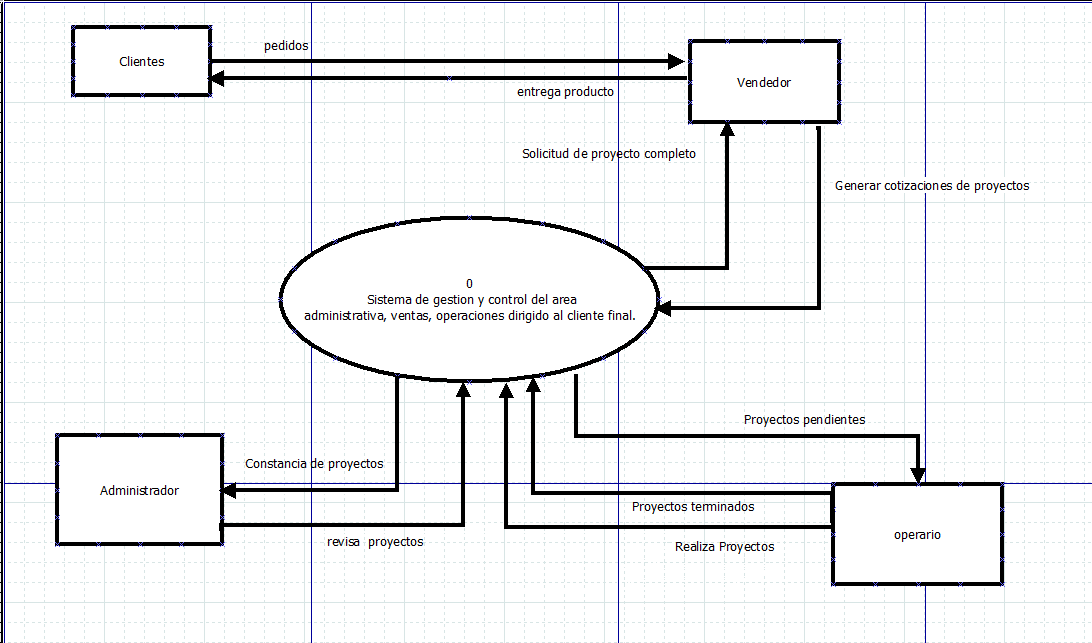 Clientes
pedidos
entrega producto
Vendedor
Solicitud de proyecto completo
Generar cotizaciones de proyectos
0
Sistema de gestion y control del area
administrativa, ventas, operaciones dirigido al cliente final.
Proyectos pendientes
Constancia de proyectos
Administrador
Proyectos terminados
operario
revisa proyectos
Realiza Proyectos